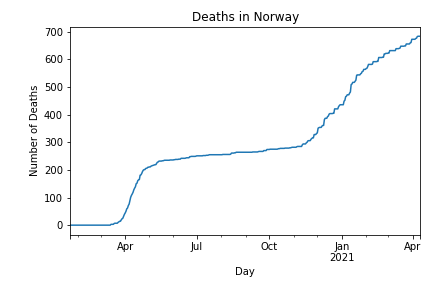 Deaths in Norway
Number of Deaths
700
600
500
400
300
200
100
0
Apr
Jul
Oct
Jan
2021
Apr
Day